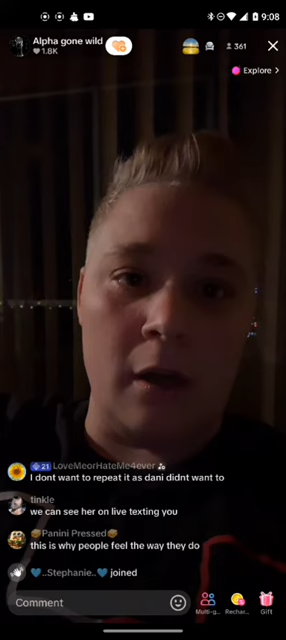 9:08
Alpha gone wild
1.8K
361
Explore >
21 LoveMeorHateMe4ever
I dont want to repeat it as dani didnt want to
tinkle
we can see her on live texting you
🥪Panini Pressed🥪
this is why people feel the way they do
💙..Stephanie..💙 joined
Comment
Multi-g...
Rechar...
Gift